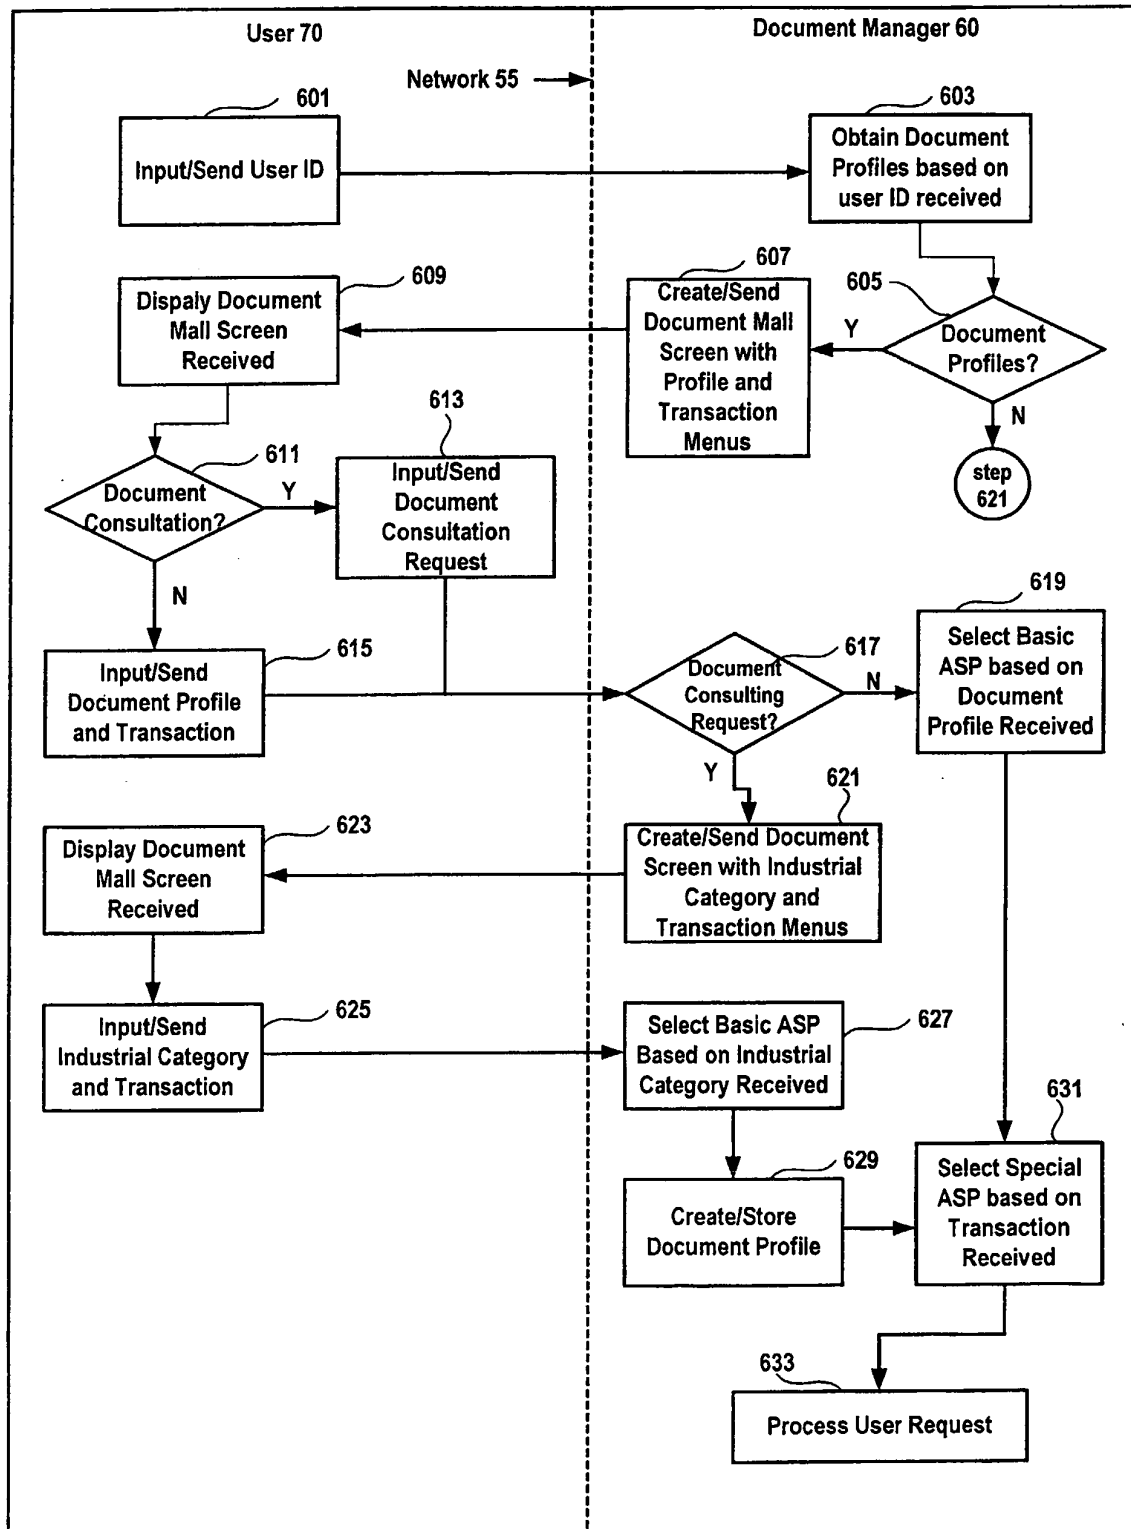 User 70
Document Manager 60
Network 55
601
Input/Send User ID
603
Obtain Document
Profiles based on
user ID received
605
Document
Profiles?
Y
N
step
621
607
Create/Send
Document Mall
Screen with
Profile and
Transaction
Menus
609
Dispaly Document
Mall Screen
Received
611
Document
Consultation?
Y
N
613
Input/Send
Document
Consultation
Request
615
Input/Send
Document Profile
and Transaction
617
Document
Consulting
Request?
N
Y
619
Select Basic
ASP based on
Document
Profile Received
621
Create/Send Document
Screen with Industrial
Category and
Transaction Menus
623
Display Document
Mall Screen
Received
625
Input/Send
Industrial Category
and Transaction
627
Select Basic ASP
Based on Industrial
Category Received
629
Create/Store
Document Profile
631
Select Special
ASP based on
Transaction
Received
633
Process User Request